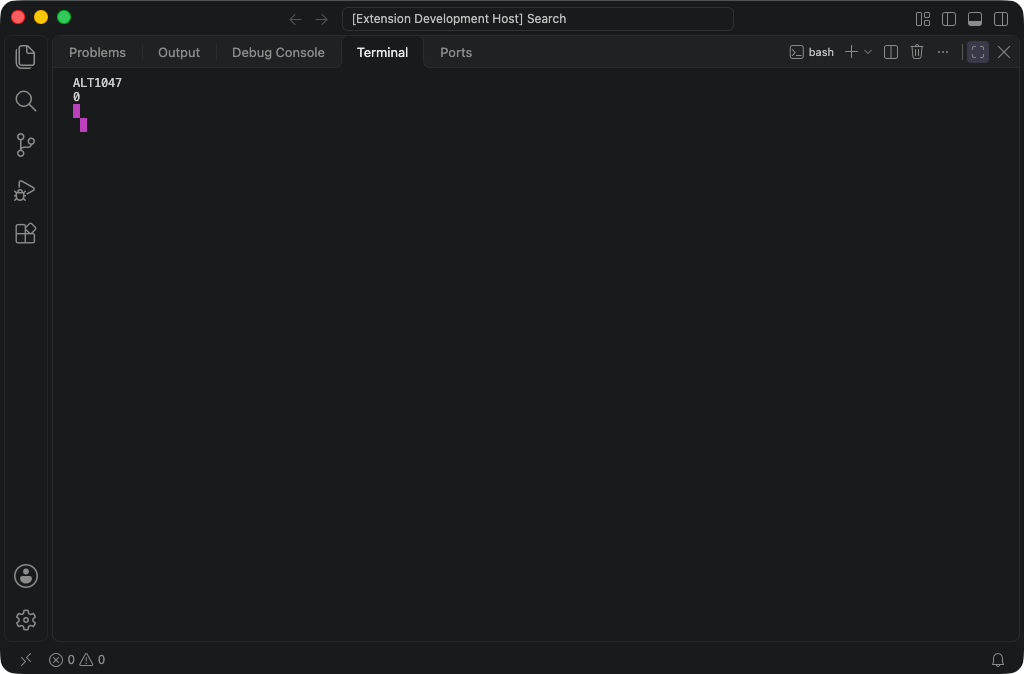 [Extension Development Host] Search
Problems Output Debug Console Terminal Ports bash
ALT1047
0
0 0